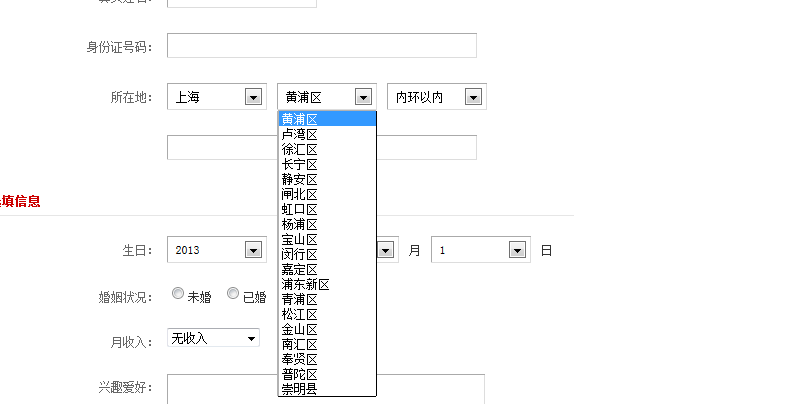 身份证号码：
所在地： 上海 黄浦区 内环以内
黄浦区
卢湾区
徐汇区
长宁区
静安区
闸北区
虹口区
杨浦区
宝山区
闵行区
嘉定区
浦东新区
青浦区
松江区
金山区
南汇区
奉贤区
普陀区
崇明县
填信息
生日： 2013 月 1 日
婚姻状况： 未婚 已婚
月收入： 无收入
兴趣爱好：